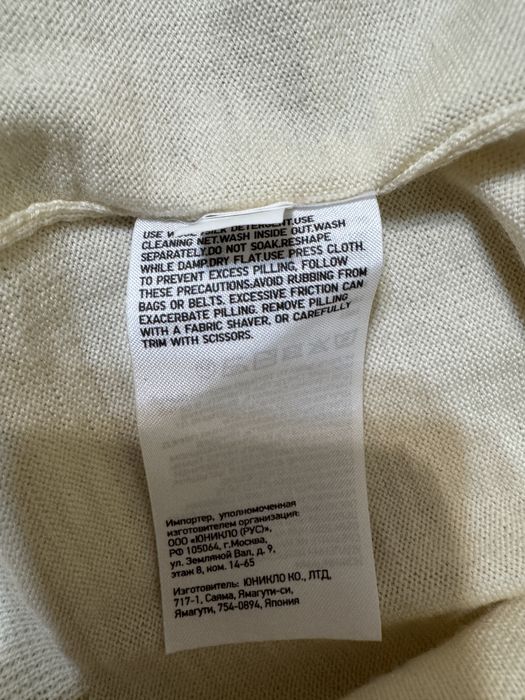 USE DETERGENT.USE
CLEANING NET.WASH INSIDE OUT.WASH
SEPARATELY.DO NOT SOAK.RESHAPE
WHILE DAMP.DRY FLAT.USE PRESS CLOTH.
TO PREVENT EXCESS PILLING, FOLLOW
THESE PRECAUTIONS:AVOID RUBBING FROM
BAGS OR BELTS. EXCESSIVE FRICTION CAN
EXACERBATE PILLING. REMOVE PILLING
WITH A FABRIC SHAVER, OR CAREFULLY
TRIM WITH SCISSORS.
Импортер, уполномоченная
изготовителем организация:
ООО «ЮНИКЛО (РУС)»,
РФ 105064, г.Москва,
ул. Земляной Вал, д. 9,
этаж 8, ком. 14-65
Изготовитель: ЮНИКЛО КО., ЛТД,
717-1, Саяма, Ямагути-си,
Ямагути, 754-0894, Япония